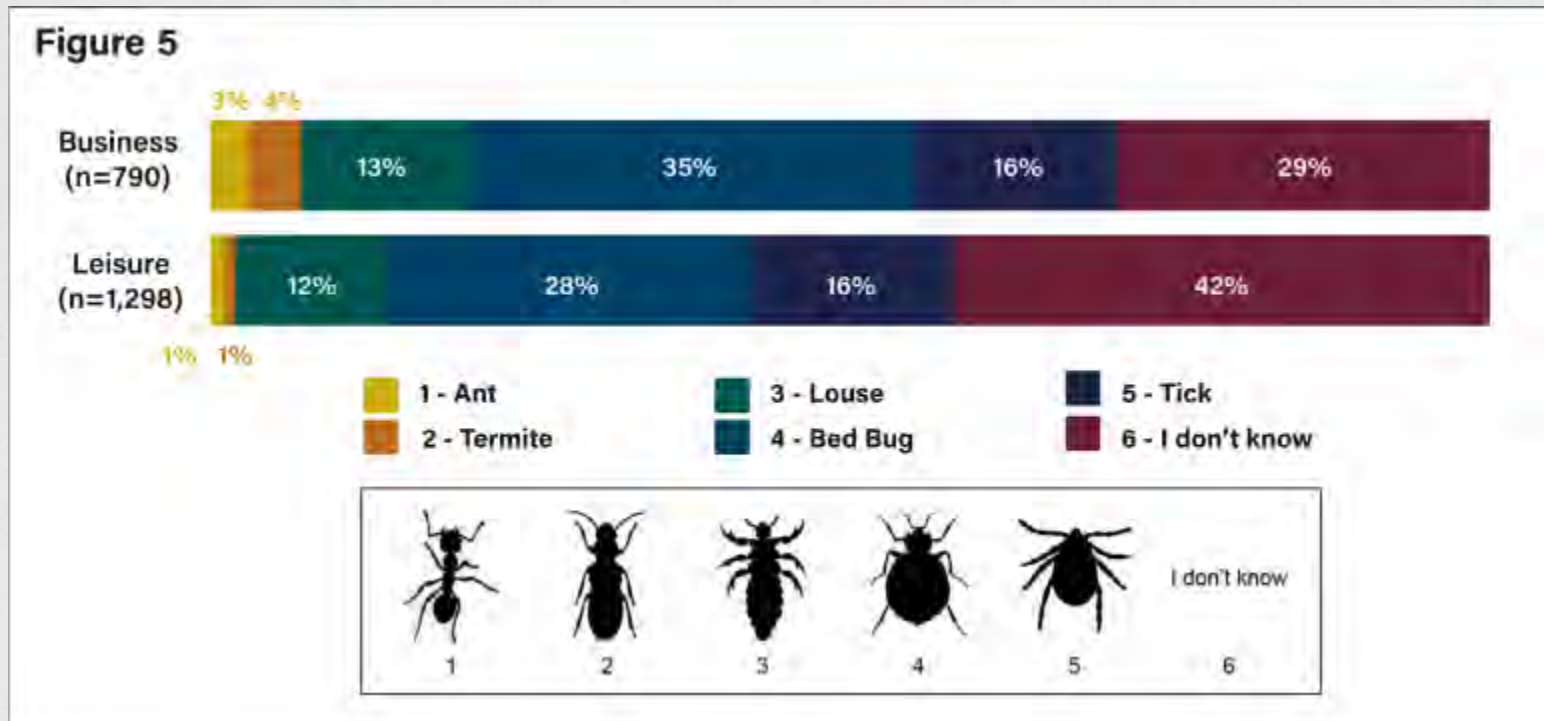 Figure 5
3% 4%
Business
(n=790)
13% 35% 16% 29%
Leisure
(n=1,298)
12% 28% 16% 42%
1% 1%
1 - Ant 3 - Louse 5 - Tick
2 - Termite 4 - Bed Bug 6 - I don't know
I don't know
1 2 3 4 5 6